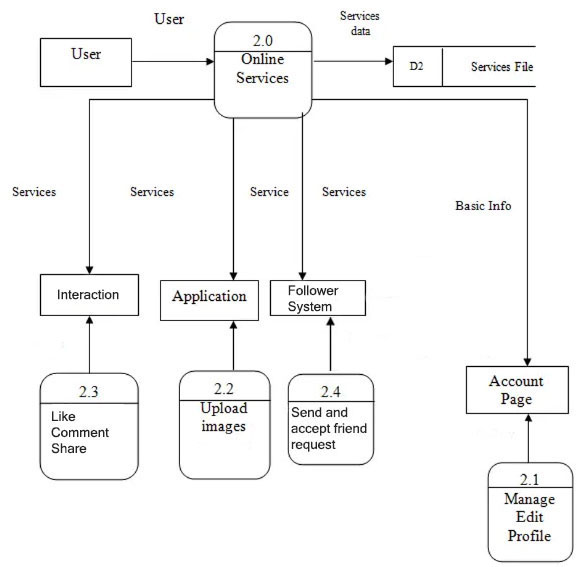 User
Services
data
User
2.0
Online
Services
D2
Services File
Services
Services
Service
Services
Basic Info
Interaction
Application
Follower
System
2.3
Like
Comment
Share
2.2
Upload
images
2.4
Send and
accept friend
request
Account
Page
2.1
Manage
Edit
Profile